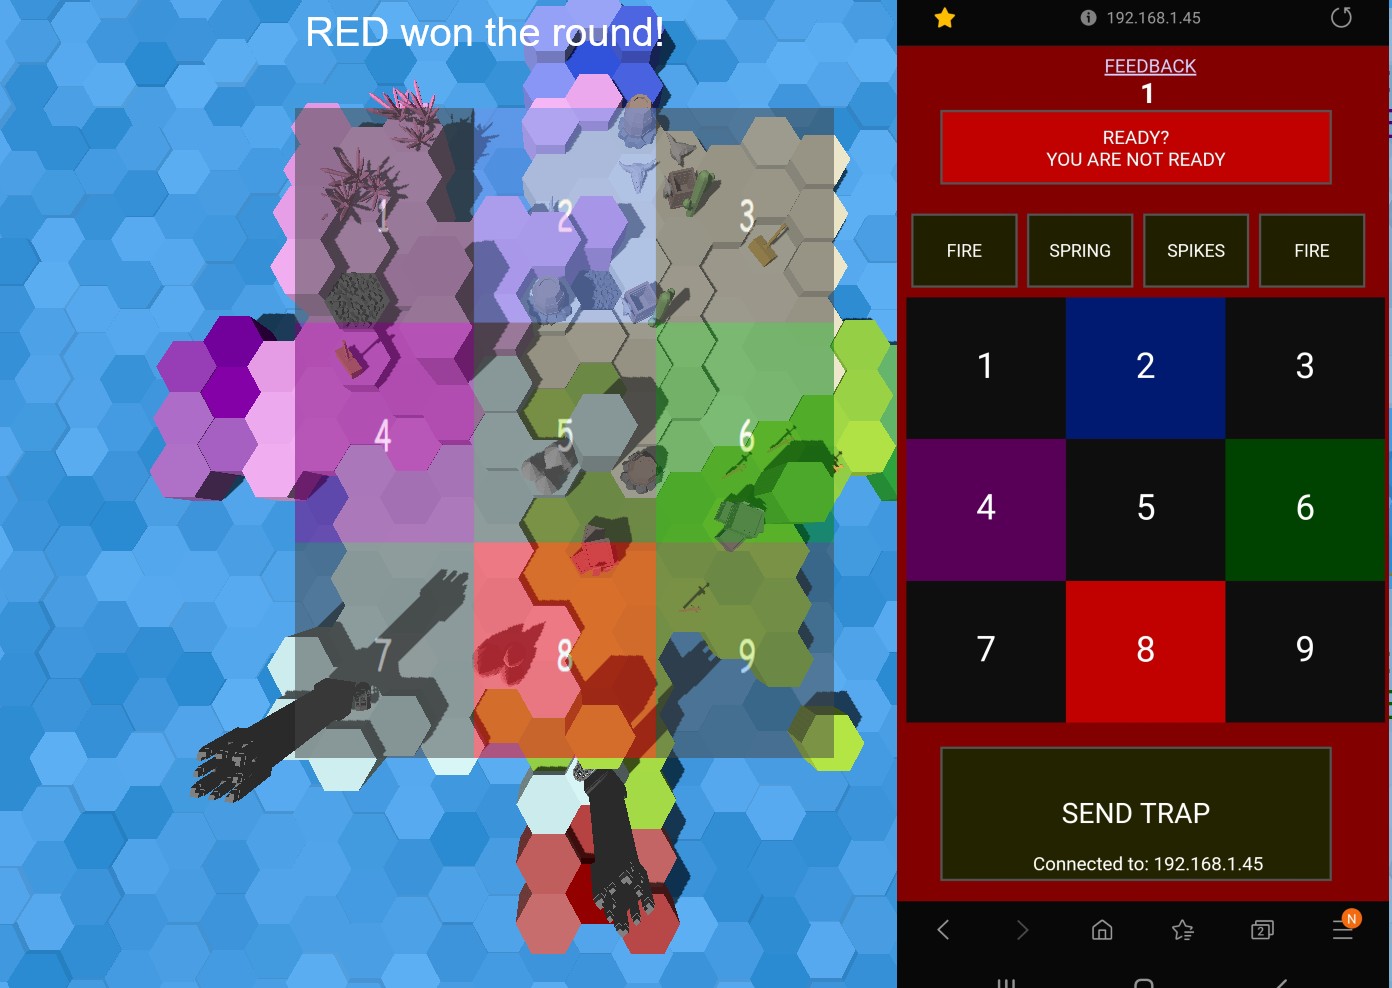 RED won the round!
1
2
3
4
5
6
7
8
9
192.168.1.45
FEEDBACK
1
READY?
YOU ARE NOT READY
FIRE
SPRING
SPIKES
FIRE
1
2
3
4
5
6
7
8
9
SEND TRAP
Connected to: 192.168.1.45
2
N